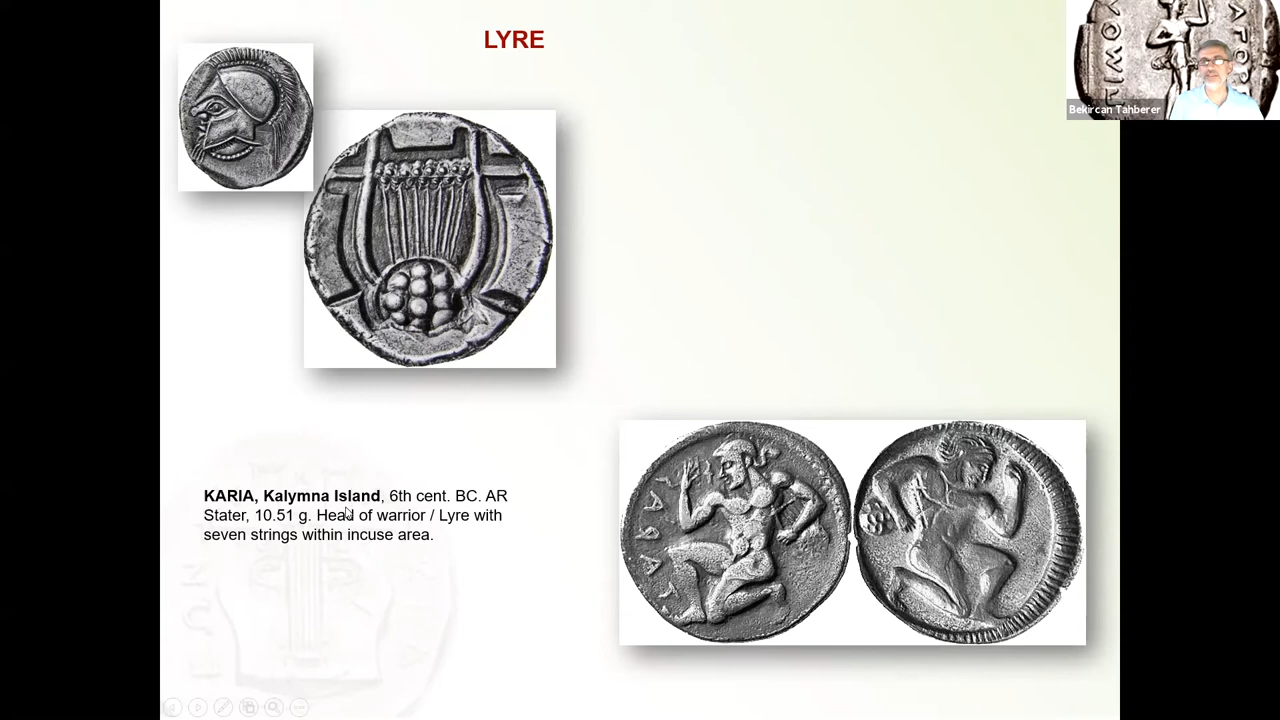 LYRE
Bekircan Tahberer
KARIA, Kalymna Island, 6th cent. BC. AR
Stater, 10.51 g. Head of warrior / Lyre with
seven strings within incuse area.